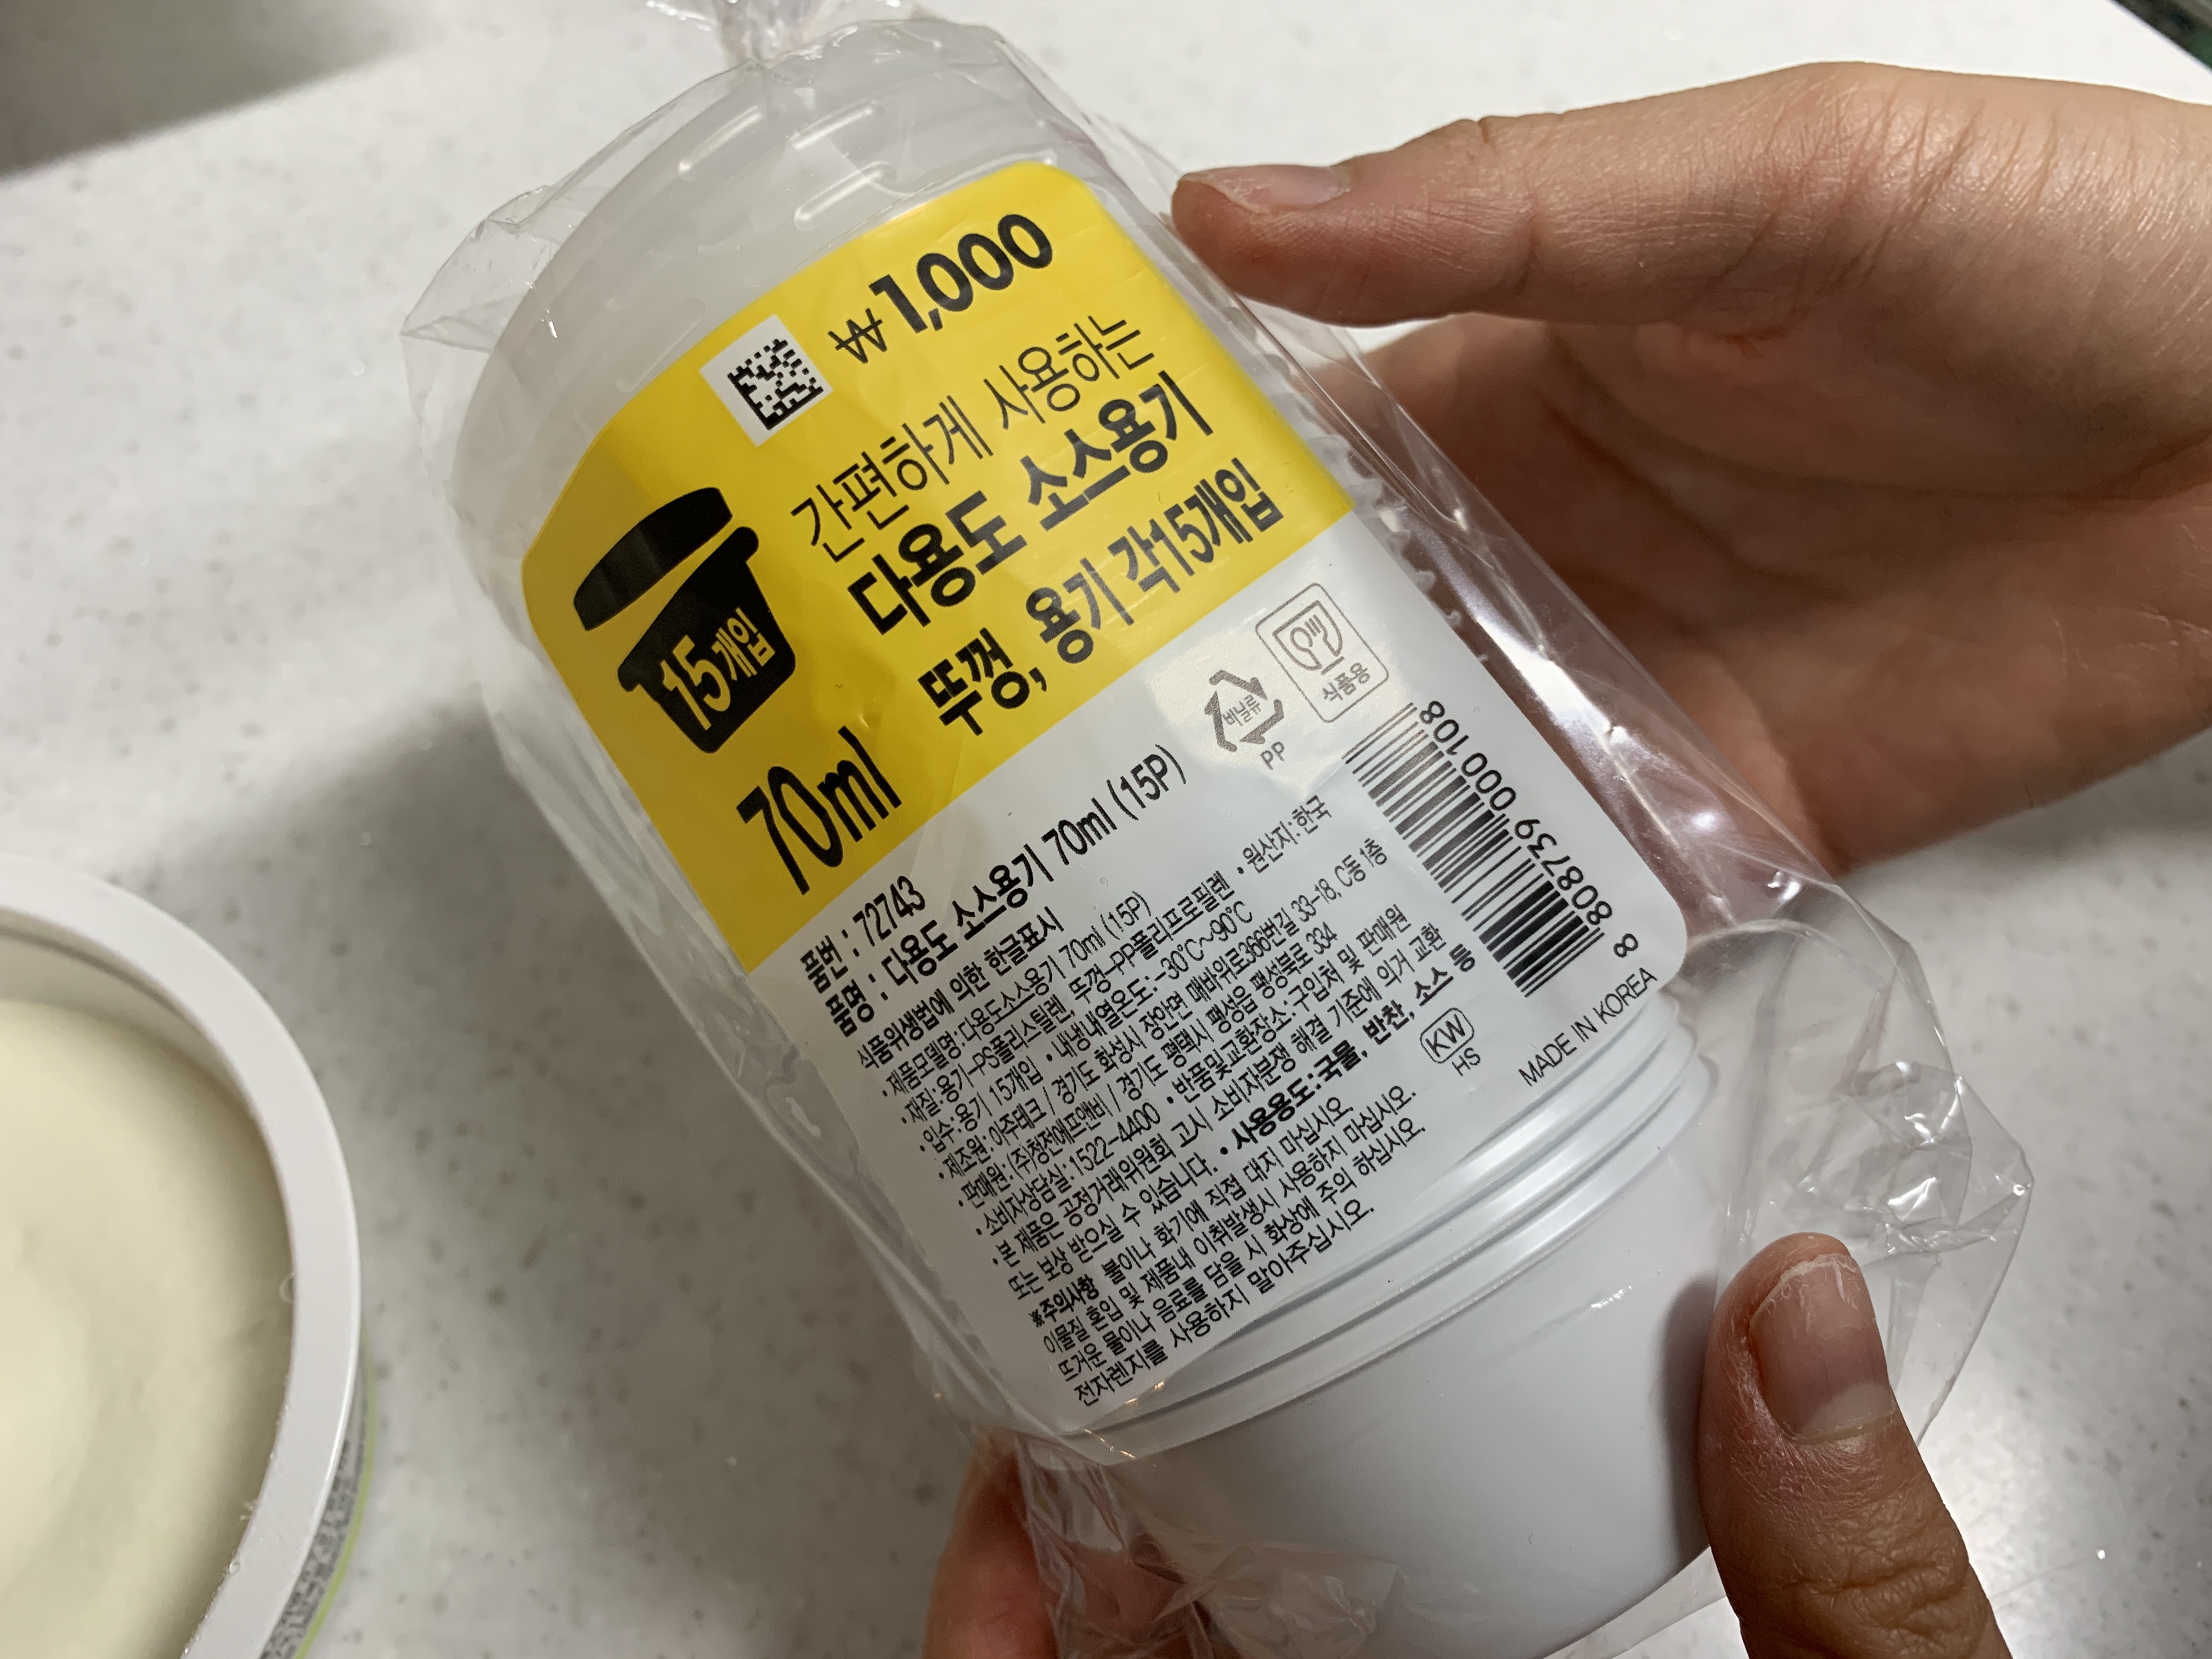 ₩1,000
간편하게 사용하는
다용도 소스용기
뚜껑, 용기 각15개입
15개입
70ml
식품용
비닐류
PP
품번 : 72743
품명 : 다용도 소스용기 70ml (15P)
식품위생법에 의한 한글표시
• 제품모델명:다용도소스용기 70ml (15P)
• 재질:용기-PS폴리스틸렌, 뚜껑-PP폴리프로필렌 • 원산지:한국
• 입수:용기 15개입 • 내냉내열온도:-30℃~90℃
• 제조원:아주테크 / 경기도 화성시 장안면 매바위로366번길 33-18, C동 1층
• 판매원:(주)청전에프앤비 / 경기도 평택시 팽성읍 팽성북로 334
• 소비자상담실:1522-4400 • 반품및교환장소:구입처 및 판매원
• 본 제품은 공정거래위원회 고시 소비자분쟁 해결 기준에 의거 교환
또는 보상 받으실 수 있습니다. • 사용용도:국물, 반찬, 소스 등
※주의사항 불이나 화기에 직접 대지 마십시오.
이물질 혼입 및 제품내 이취발생시 사용하지 마십시오.
뜨거운 물이나 음료를 담을 시 화상에 주의 하십시오.
전자렌지를 사용하지 말아주십시오.
8 808739 000108
KW
HS
MADE IN KOREA